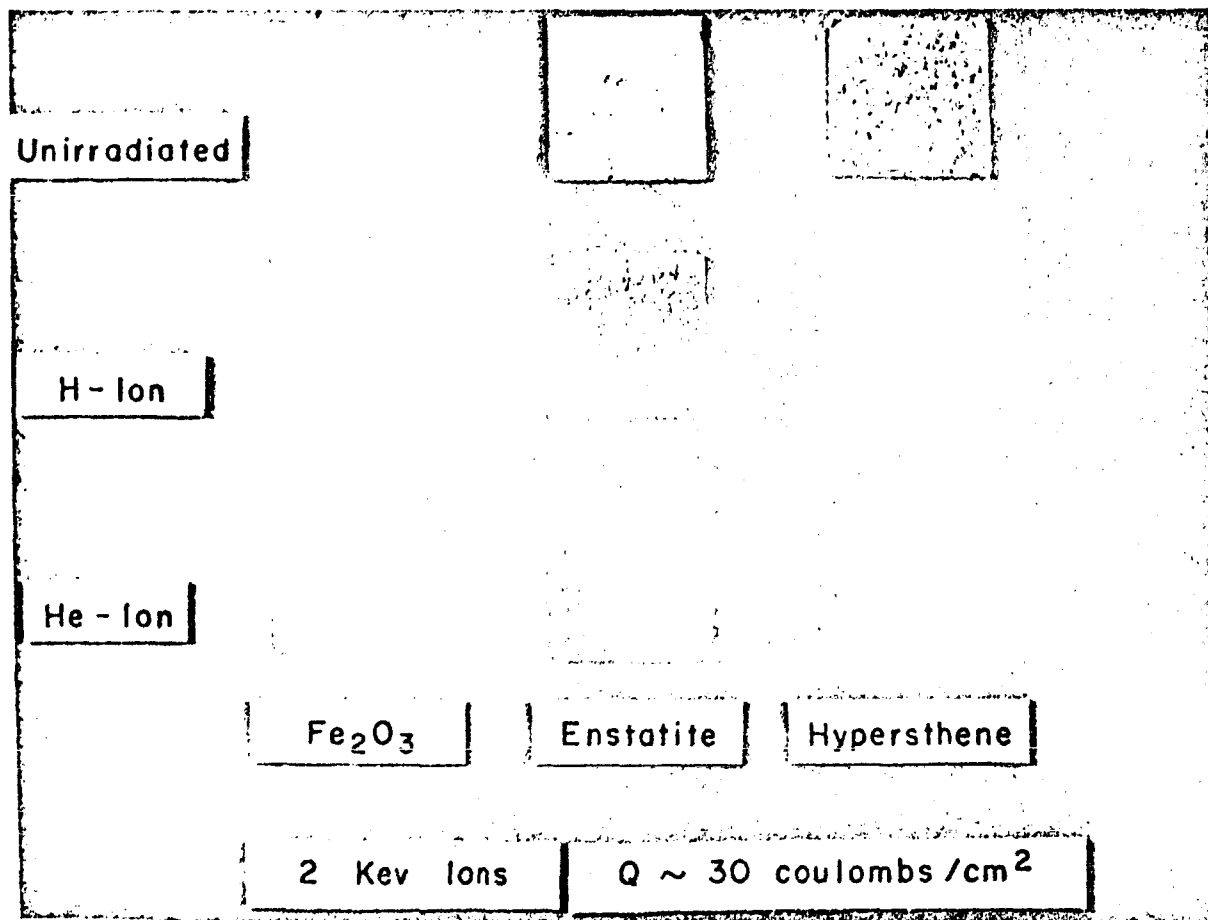 Unirradiated
H-Ion
He-Ion
Fe₂O₃ Enstatite Hypersthene
2 Kev Ions Q ~ 30 coulombs/cm²